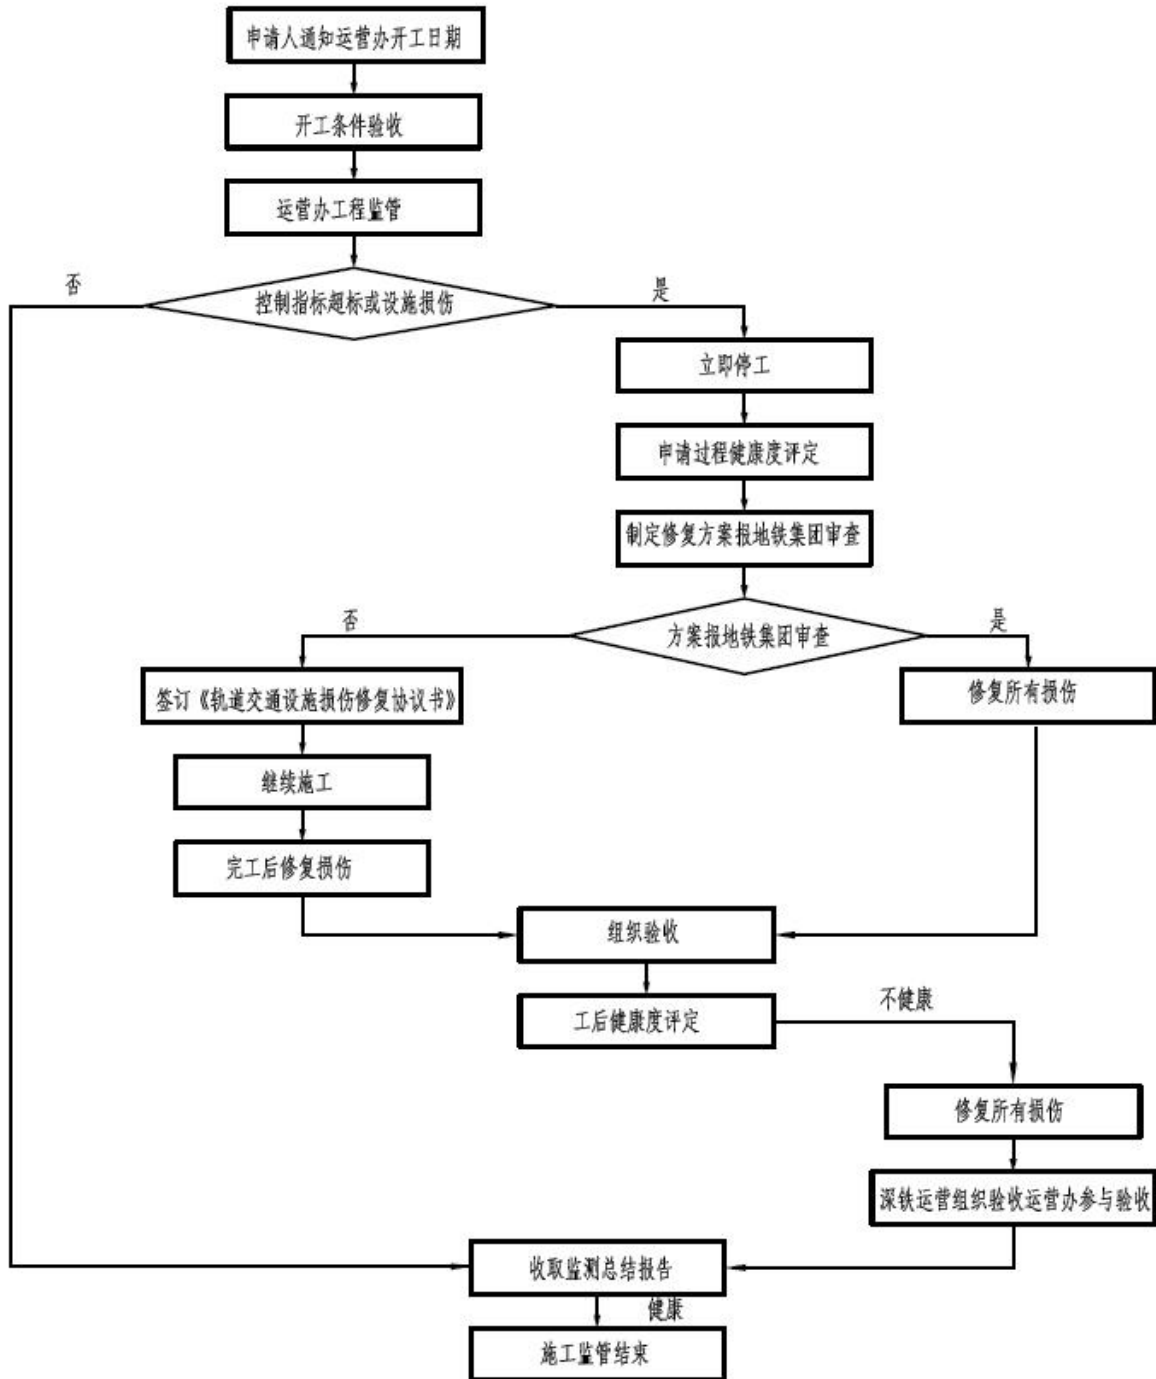 申请人通知运营办开工日期
开工条件验收
运营办工程监管
否
控制指标超标或设施损伤
是
立即停工
申请过程健康度评定
制定修复方案报地铁集团审查
否
方案报地铁集团审查
是
签订《轨道交通设施损伤修复协议书》
修复所有损伤
继续施工
完工后修复损伤
组织验收
工后健康度评定
不健康
修复所有损伤
深铁运营组织验收运营办参与验收
收取监测总结报告
健康
施工监管结束